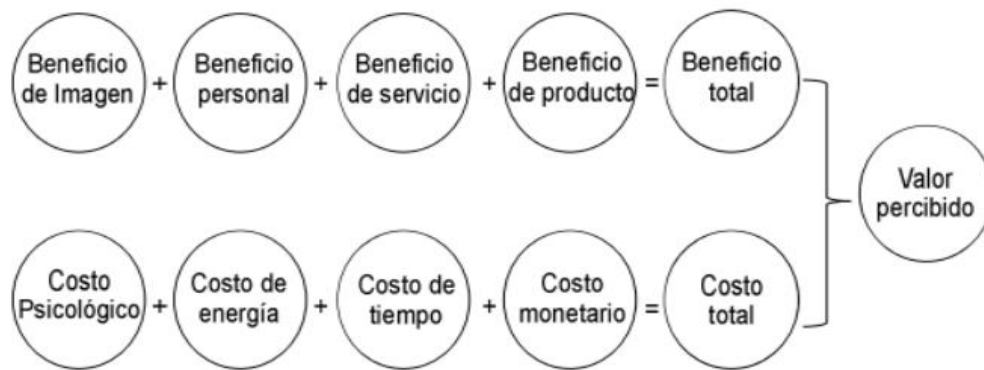 Beneficio
de Imagen
+
Beneficio
personal
+
Beneficio
de servicio
+
Beneficio
de producto
=
Beneficio
total
Valor
percibido
Costo
Psicológico
+
Costo de
energía
+
Costo de
tiempo
+
Costo
monetario
=
Costo
total